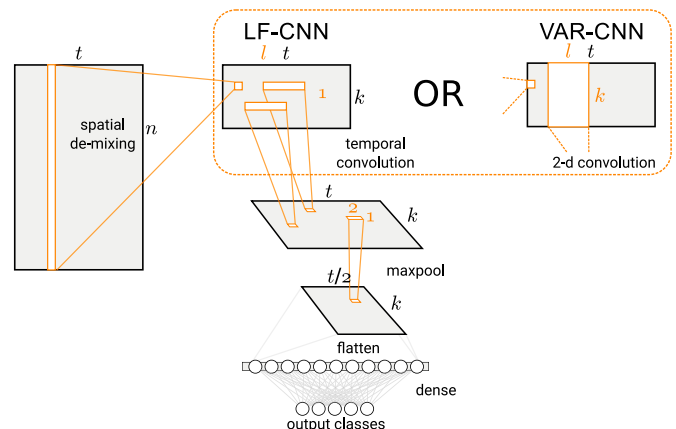 LF-CNN
VAR-CNN
t
l t
l t
spatial
de-mixing
n
1
k
OR
k
temporal
convolution
2-d convolution
t
2
1
k
maxpool
t/2
k
flatten
dense
output classes